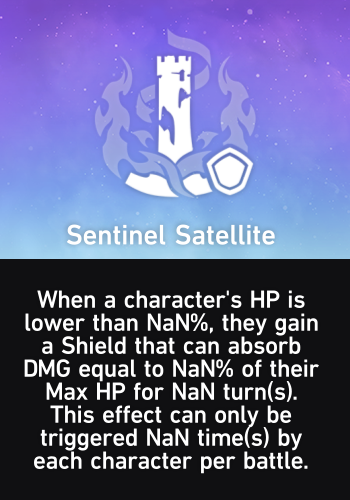 Sentinel Satellite
When a character's HP is
lower than NaN%, they gain
a Shield that can absorb
DMG equal to NaN% of their
Max HP for NaN turn(s).
This effect can only be
triggered NaN time(s) by
each character per battle.